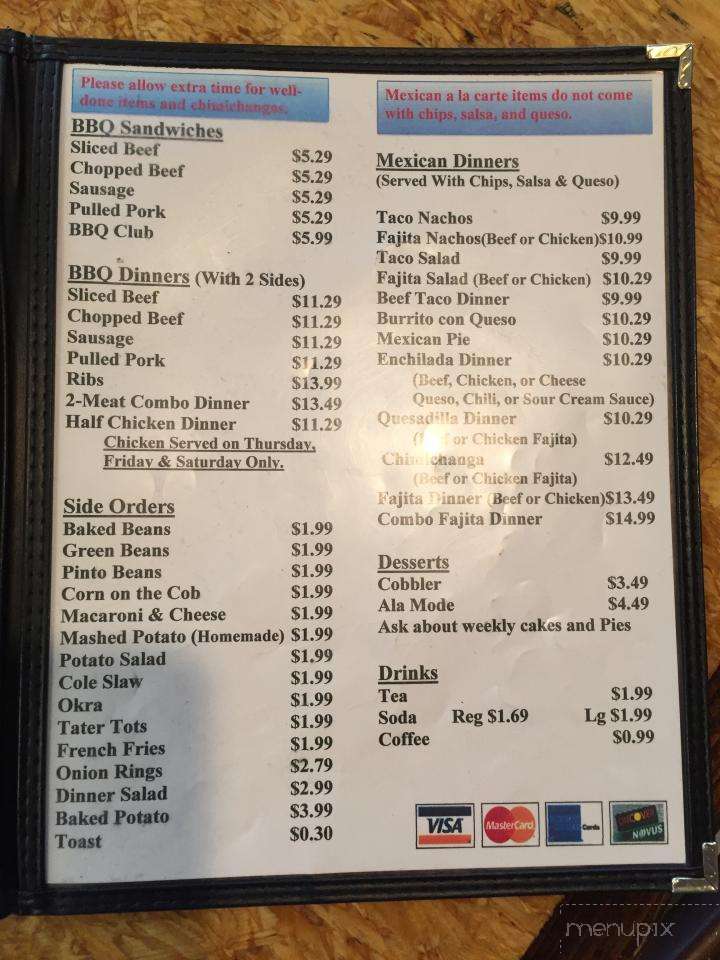 Please allow extra time for well-
done items and chimichangas.
BBQ Sandwiches
Sliced Beef $5.29
Chopped Beef $5.29
Sausage $5.29
Pulled Pork $5.29
BBQ Club $5.99
BBQ Dinners (With 2 Sides)
Sliced Beef $11.29
Chopped Beef $11.29
Sausage $11.29
Pulled Pork $11.29
Ribs $13.99
2-Meat Combo Dinner $13.49
Half Chicken Dinner $11.29
Chicken Served on Thursday,
Friday & Saturday Only.
Side Orders
Baked Beans $1.99
Green Beans $1.99
Pinto Beans $1.99
Corn on the Cob $1.99
Macaroni & Cheese $1.99
Mashed Potato (Homemade) $1.99
Potato Salad $1.99
Cole Slaw $1.99
Okra $1.99
Tater Tots $1.99
French Fries $1.99
Onion Rings $2.79
Dinner Salad $2.99
Baked Potato $3.99
Toast $0.30
Mexican a la carte items do not come
with chips, salsa, and queso.
Mexican Dinners
(Served With Chips, Salsa & Queso)
Taco Nachos $9.99
Fajita Nachos(Beef or Chicken)$10.99
Taco Salad $9.99
Fajita Salad (Beef or Chicken) $10.29
Beef Taco Dinner $9.99
Burrito con Queso $10.29
Mexican Pie $10.29
Enchilada Dinner $10.29
(Beef, Chicken, or Cheese
Queso, Chili, or Sour Cream Sauce)
Quesadilla Dinner $10.29
(Beef or Chicken Fajita)
Chimichanga $12.49
(Beef or Chicken Fajita)
Fajita Dinner (Beef or Chicken)$13.49
Combo Fajita Dinner $14.99
Desserts
Cobbler $3.49
Ala Mode $4.49
Ask about weekly cakes and Pies
Drinks
Tea $1.99
Soda Reg $1.69 Lg $1.99
Coffee $0.99
VISA MasterCard Cards DISCOVER
NOVUS
menupix